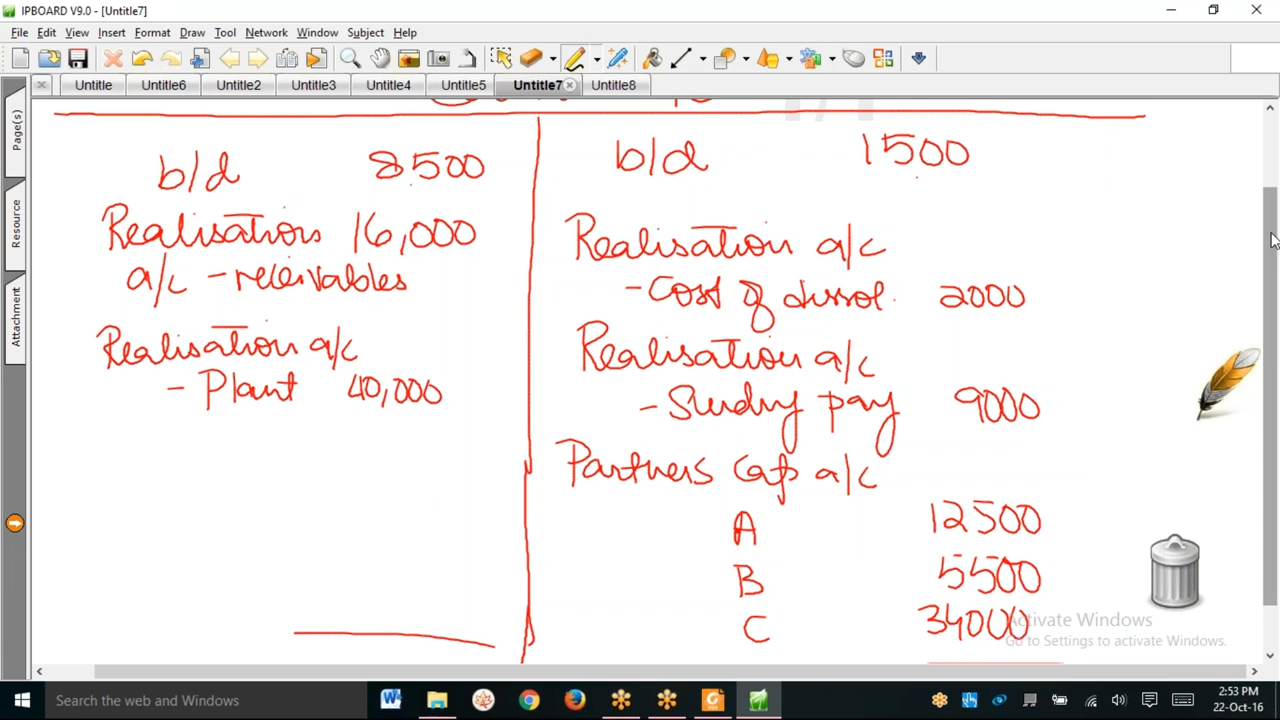 IPBOARD V9.0 - [Untitle7]
File Edit View Insert Format Draw Tool Network Window Subject Help
Untitle Untitle6 Untitle2 Untitle3 Untitle4 Untitle5 Untitle7 Untitle8
Page(s)
Resource
Attachment
b/d 8500
Realisation 16,000
a/c - receivables
Realisation a/c
- Plant 40,000
b/d 1500
Realisation a/c
- Cost of dissol. 2000
Realisation a/c
- Sundry pay 9000
Partners cap a/c
A 12500
B 5500
C 34000
Activate Windows
Go to Settings to activate Windows.
Search the web and Windows
2:53 PM
22-Oct-16